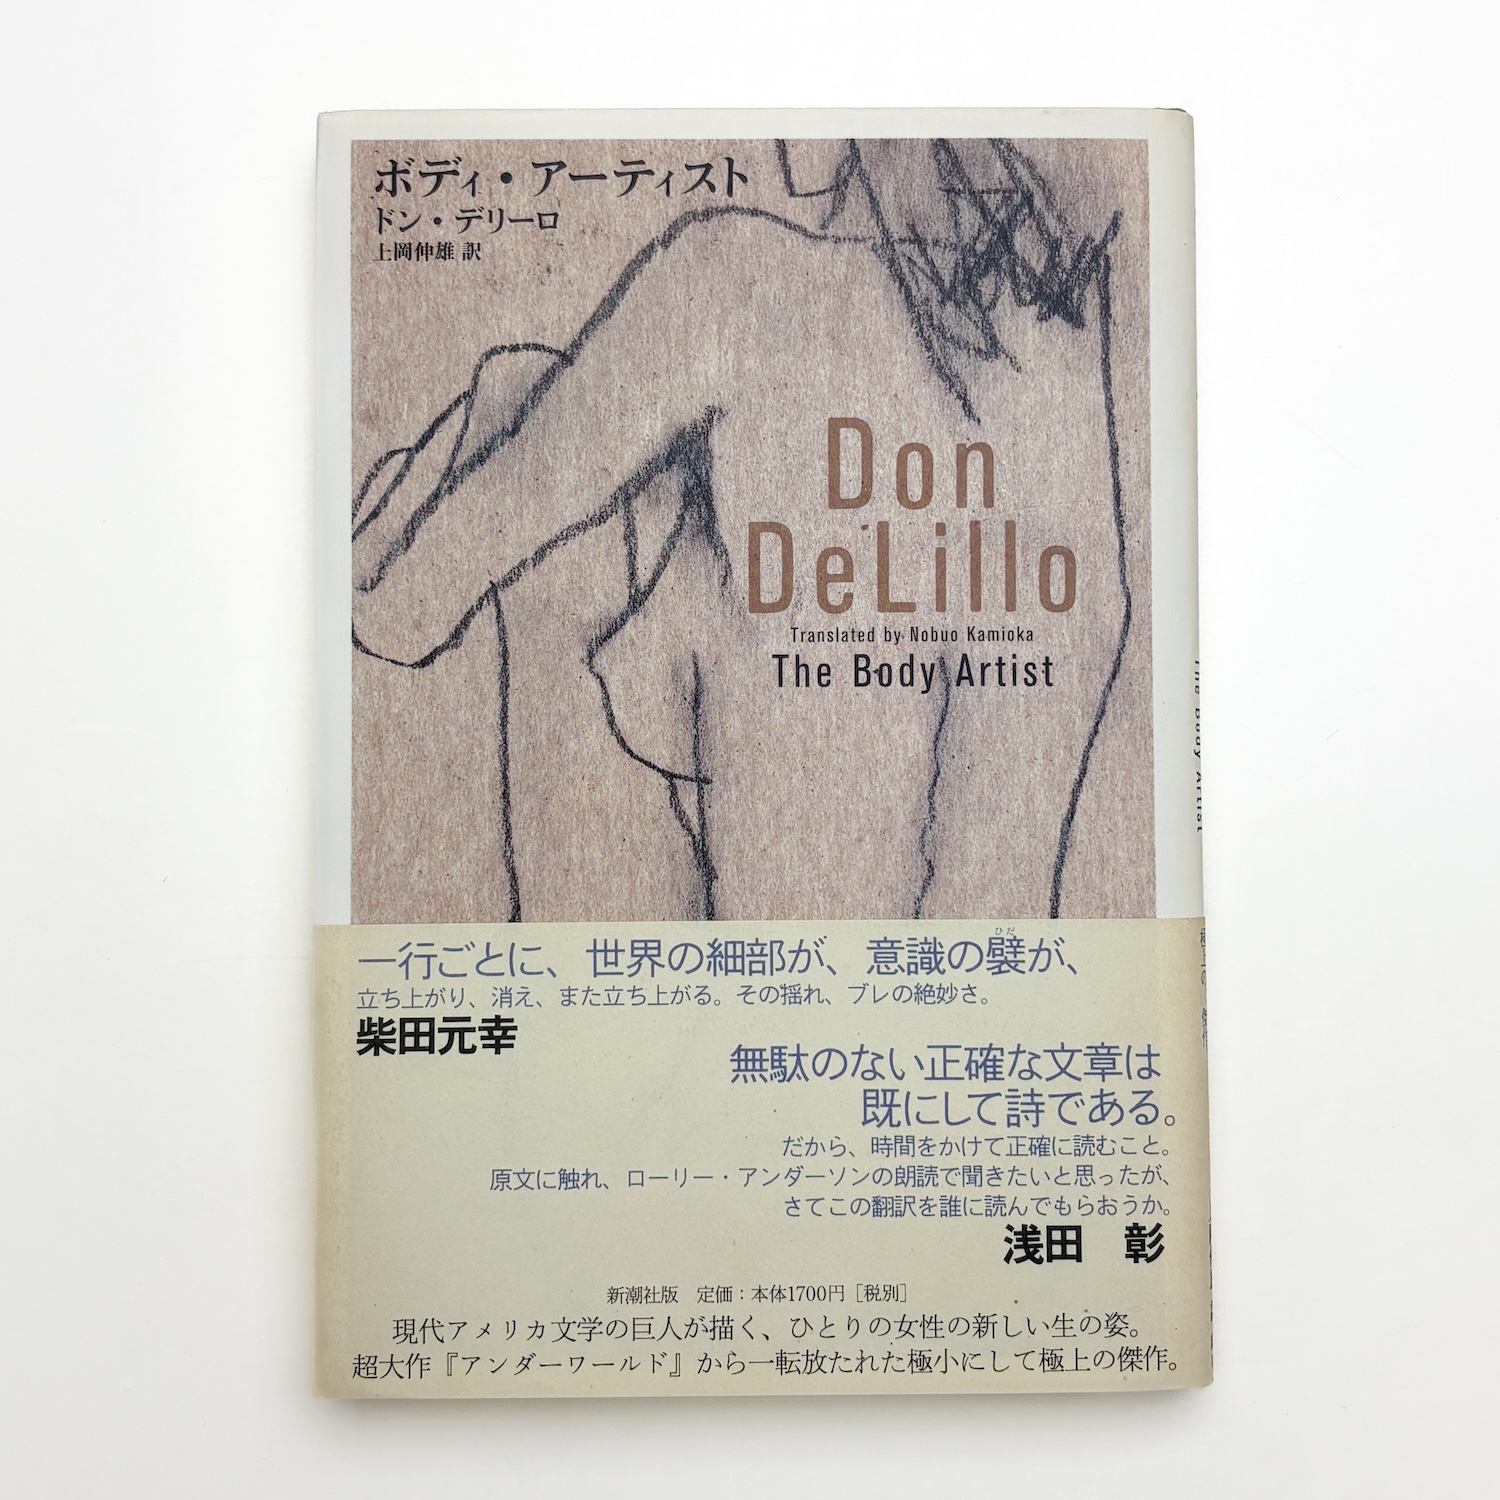 ボディ・アーティスト
ドン・デリーロ
上岡伸雄 訳
Don
DeLillo
Translated by Nobuo Kamioka
The Body Artist
The Body Artist
一行ごとに、世界の細部が、意識の襞が、
ひだ
立ち上がり、消え、また立ち上がる。その揺れ、ブレの絶妙さ。
柴田元幸
無駄のない正確な文章は
既にして詩である。
だから、時間をかけて正確に読むこと。
原文に触れ、ローリー・アンダーソンの朗読で聞きたいと思ったが、
さてこの翻訳を誰に読んでもらおうか。
浅田 彰
新潮社版 定価：本体1700円［税別］
現代アメリカ文学の巨人が描く、ひとりの女性の新しい生の姿。
超大作『アンダーワールド』から一転放たれた極小にして極上の傑作。